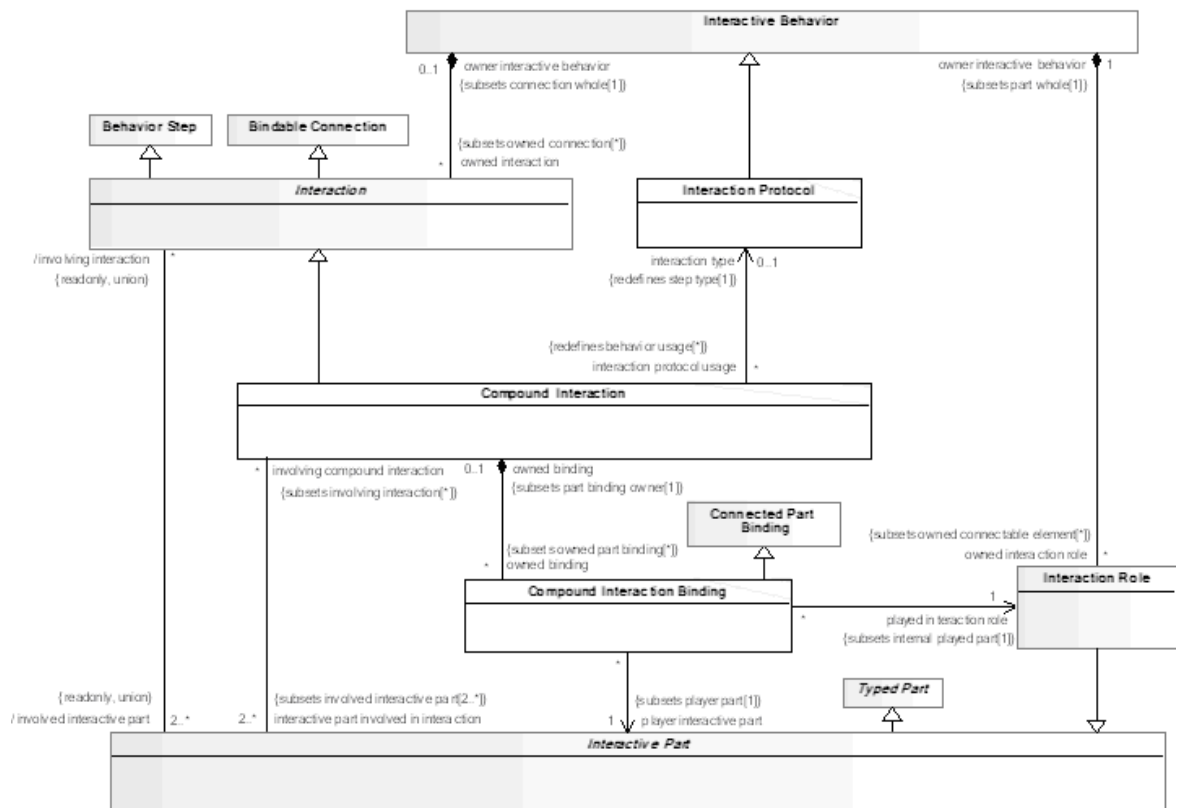 Interactive Behavior
0..1
owner interactive behavior
{subsets connection whole[1]}
owner interactive behavior
1
{subsets part whole[1]}
Behavior Step
Bindable Connection
{subsets owned connection[*]}
* owned interaction
Interaction
Interaction Protocol
/involving interaction
*
{readonly, union}
interaction type
0..1
{redefines step type[1]}
{redefines behavior usage[*]}
interaction protocol usage
*
Compound Interaction
* involving compound interaction
{subsets involving interaction[*]}
0..1
owned binding
{subsets part binding owner[1]}
Connected Part
Binding
{subsets owned part binding[*]}
* owned binding
{subsets owned connectable element[*]}
owned interaction role *
Compound Interaction Binding
Interaction Role
1
*
played in teraction role
{subsets internal played part[1]}
*
{readonly, union)
/involved interactive part
2..*
{subsets involved interactive part[2..*]}
2..*
interactive part involved in interaction
{subsets player part[1]}
1
player interactive part
Typed Part
Interactive Part